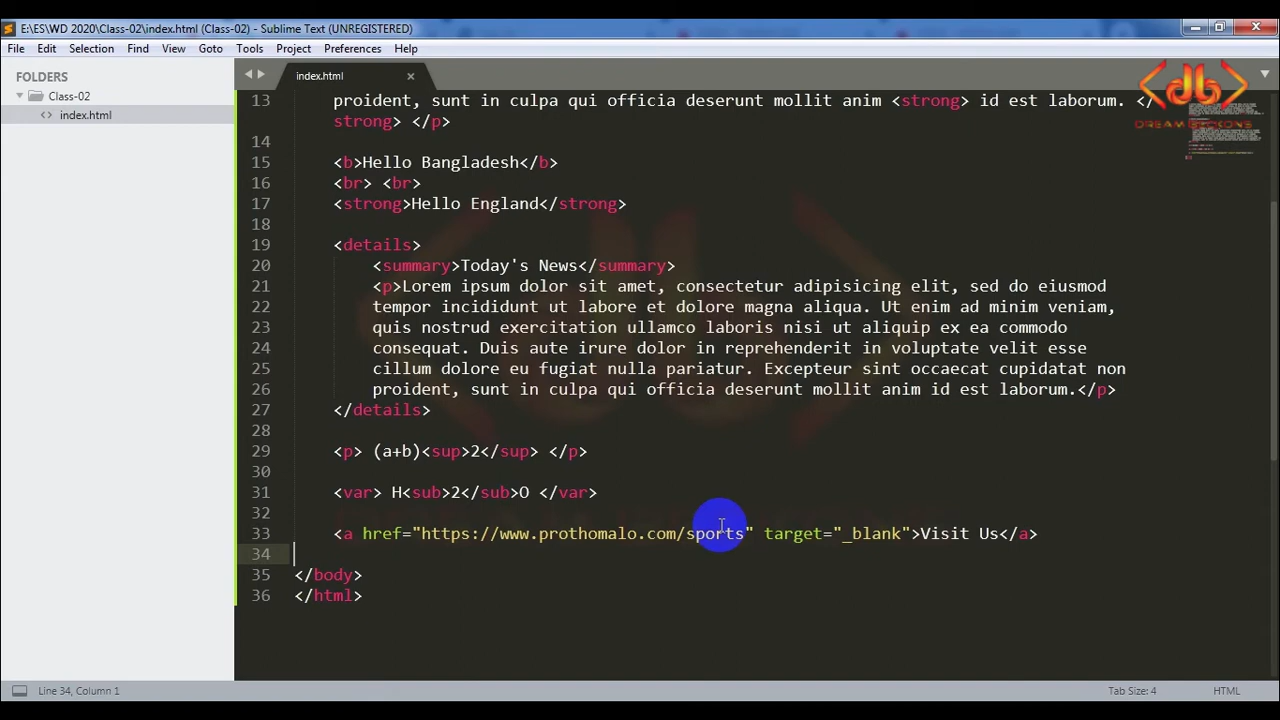 E:\ES\WD 2020\Class-02\index.html (Class-02) - Sublime Text (UNREGISTERED)
File Edit Selection Find View Goto Tools Project Preferences Help
FOLDERS
Class-02
index.html
index.html
DREAM BECKONS
13 proident, sunt in culpa qui officia deserunt mollit anim <strong> id est laborum. </
strong> </p>
14
15 <b>Hello Bangladesh</b>
16 <br> <br>
17 <strong>Hello England</strong>
18
19 <details>
20 <summary>Today's News</summary>
21 <p>Lorem ipsum dolor sit amet, consectetur adipisicing elit, sed do eiusmod
22 tempor incididunt ut labore et dolore magna aliqua. Ut enim ad minim veniam,
23 quis nostrud exercitation ullamco laboris nisi ut aliquip ex ea commodo
24 consequat. Duis aute irure dolor in reprehenderit in voluptate velit esse
25 cillum dolore eu fugiat nulla pariatur. Excepteur sint occaecat cupidatat non
26 proident, sunt in culpa qui officia deserunt mollit anim id est laborum.</p>
27 </details>
28
29 <p> (a+b)<sup>2</sup> </p>
30
31 <var> H<sub>2</sub>O </var>
32
33 <a href="https://www.prothomalo.com/sports" target="_blank">Visit Us</a>
34
35 </body>
36 </html>
Line 34, Column 1
Tab Size: 4
HTML